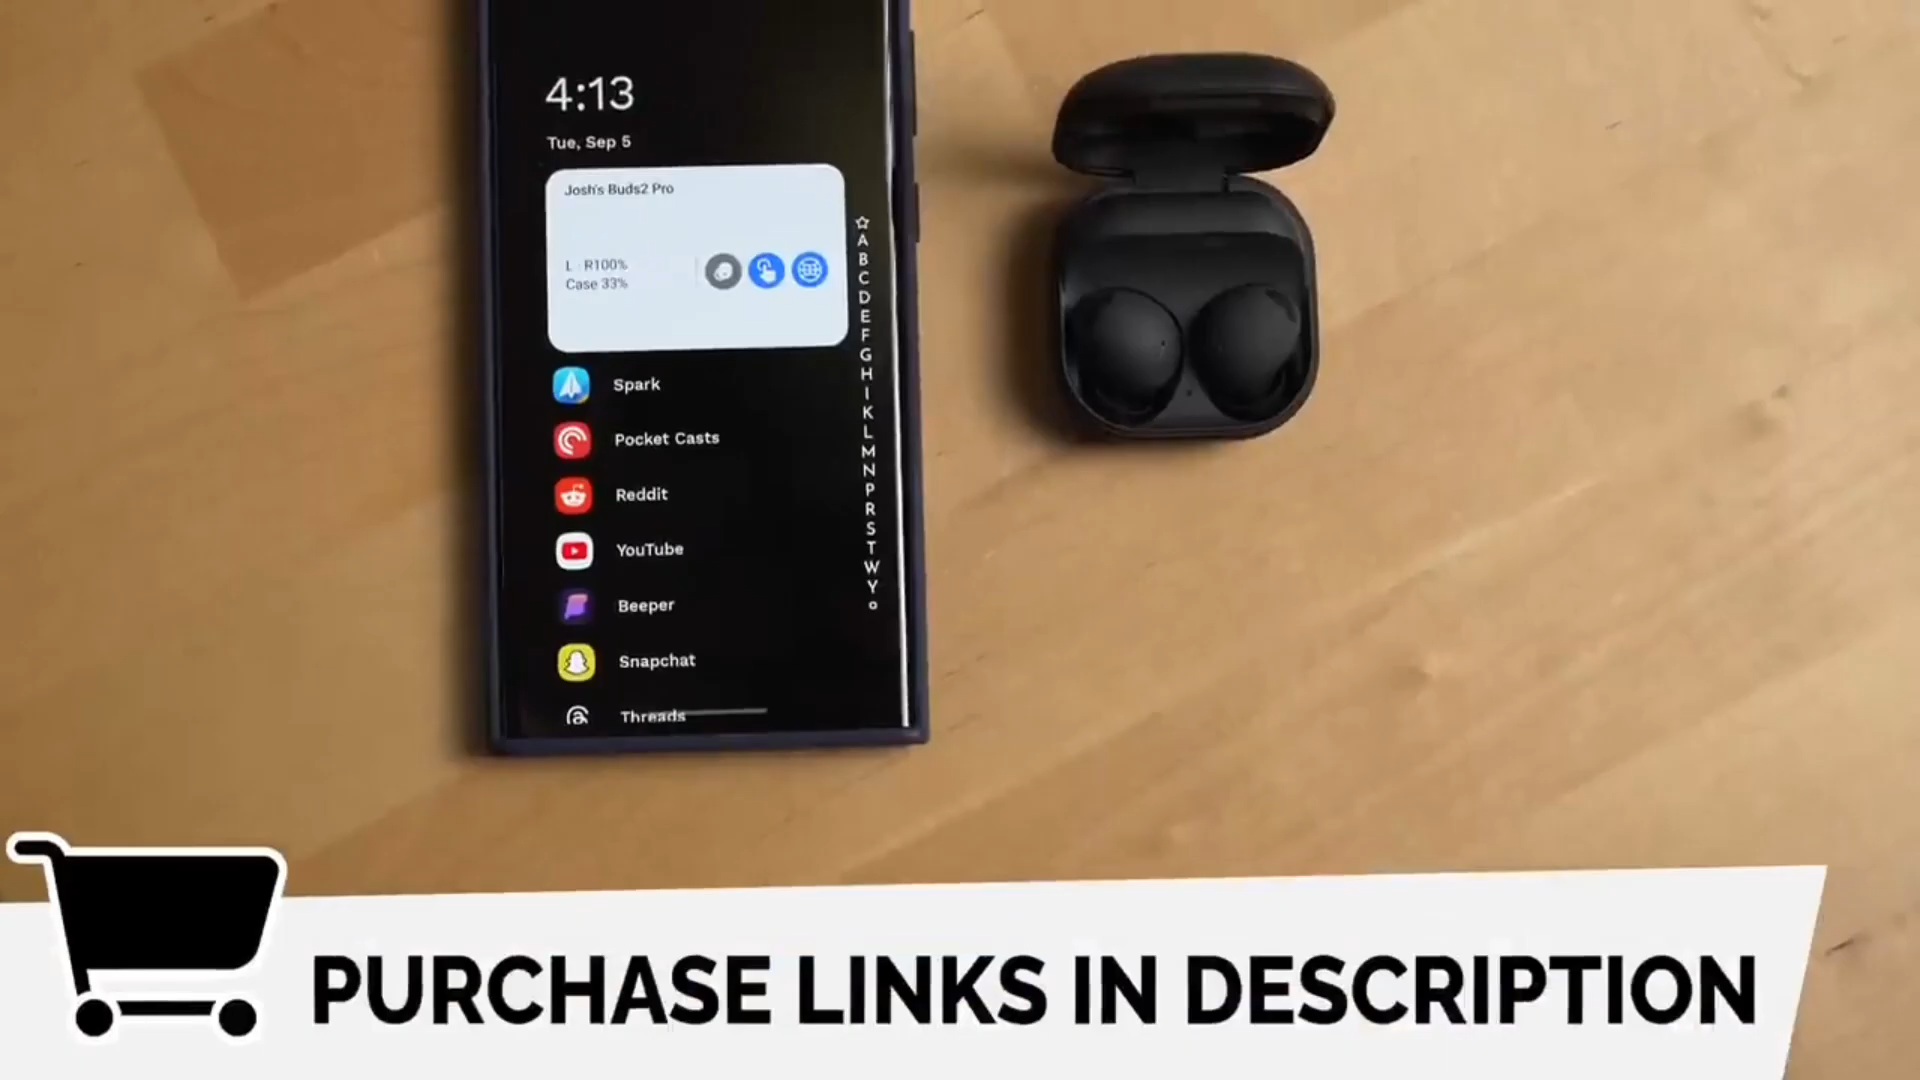 4:13
Tue, Sep 5
Josh's Buds2 Pro
L · R100%
Case 33%
Spark
Pocket Casts
Reddit
YouTube
Beeper
Snapchat
Threads
A
B
C
D
E
F
G
H
I
K
L
M
N
P
R
S
T
W
Y
PURCHASE LINKS IN DESCRIPTION